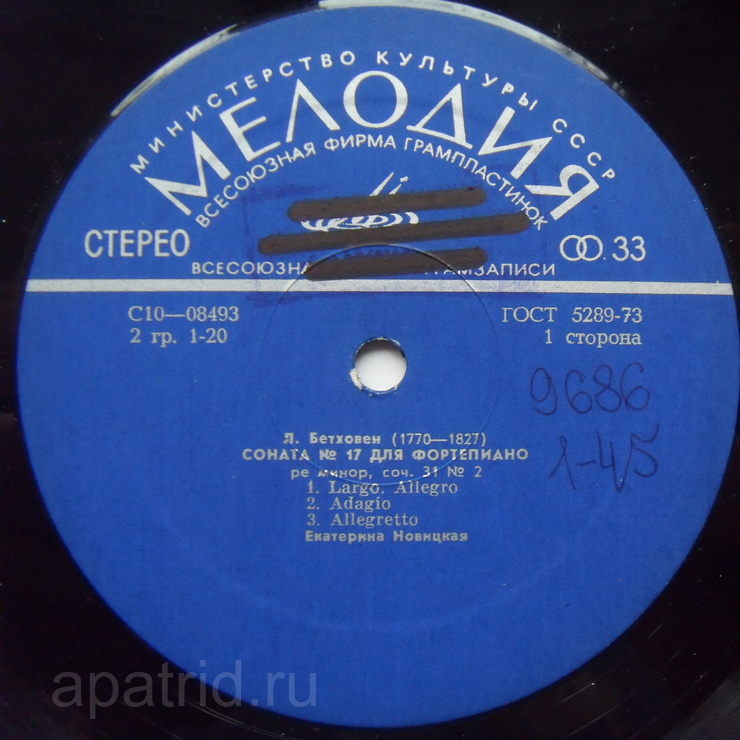 МИНИСТЕРСТВО КУЛЬТУРЫ СССР
МЕЛОДИЯ
ВСЕСОЮЗНАЯ ФИРМА ГРАМПЛАСТИНОК
СТЕРЕО
33
ВСЕСОЮЗНАЯ ГРАМЗАПИСИ
С10—08493
2 гр. 1-20
ГОСТ 5289-73
1 сторона
9686
1-45
Л. Бетховен (1770—1827)
СОНАТА № 17 ДЛЯ ФОРТЕПИАНО
ре минор, соч. 31 № 2
1. Largo. Allegro
2. Adagio
3. Allegretto
Екатерина Новицкая
apatrid.ru